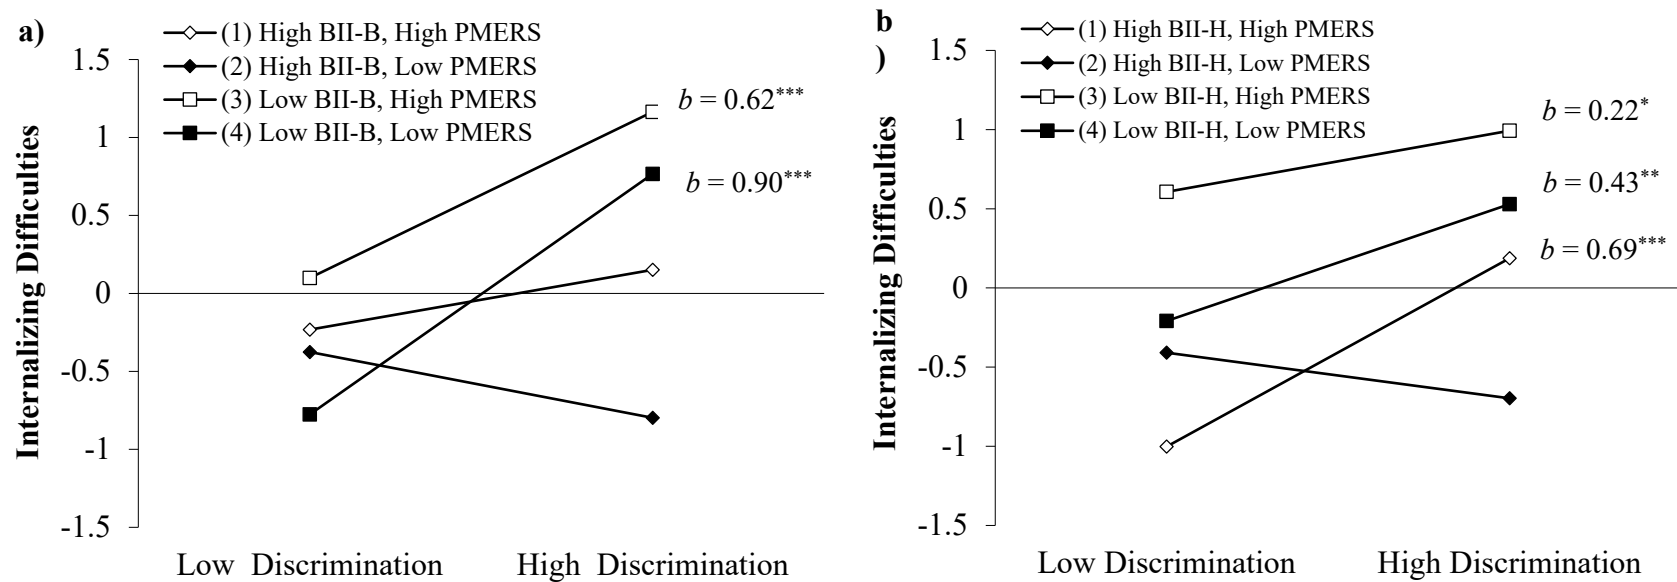 a)
(1) High BII-B, High PMERS
(2) High BII-B, Low PMERS
(3) Low BII-B, High PMERS
(4) Low BII-B, Low PMERS
1.5
1
0.5
0
-0.5
-1
-1.5
Internalizing Difficulties
b = 0.62***
b = 0.90***
Low Discrimination
High Discrimination
b
)
(1) High BII-H, High PMERS
(2) High BII-H, Low PMERS
(3) Low BII-H, High PMERS
(4) Low BII-H, Low PMERS
1.5
1
0.5
0
-0.5
-1
-1.5
Internalizing Difficulties
b = 0.22*
b = 0.43**
b = 0.69***
Low Discrimination
High Discrimination